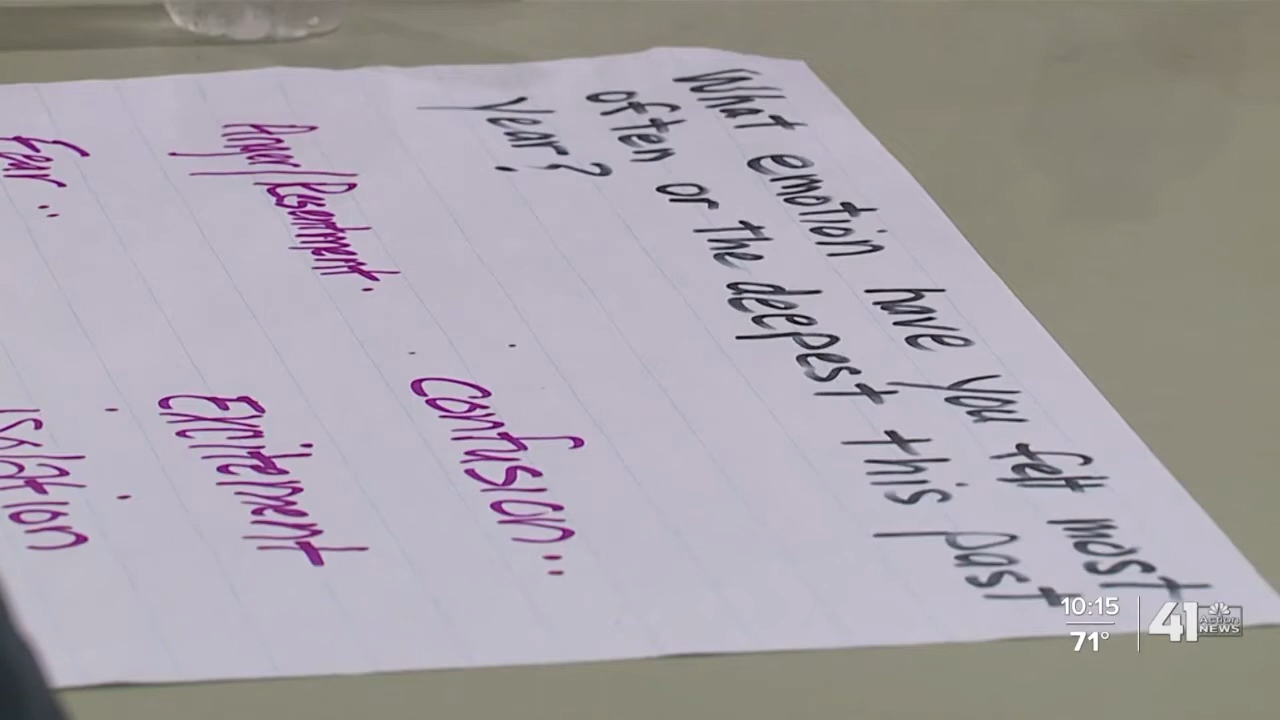 What emotion have you felt most
often or the deepest this past
year?
Confusion..
Anger/Resentment.
Excitement
Fear..
10:15
71°
41
Action
NEWS